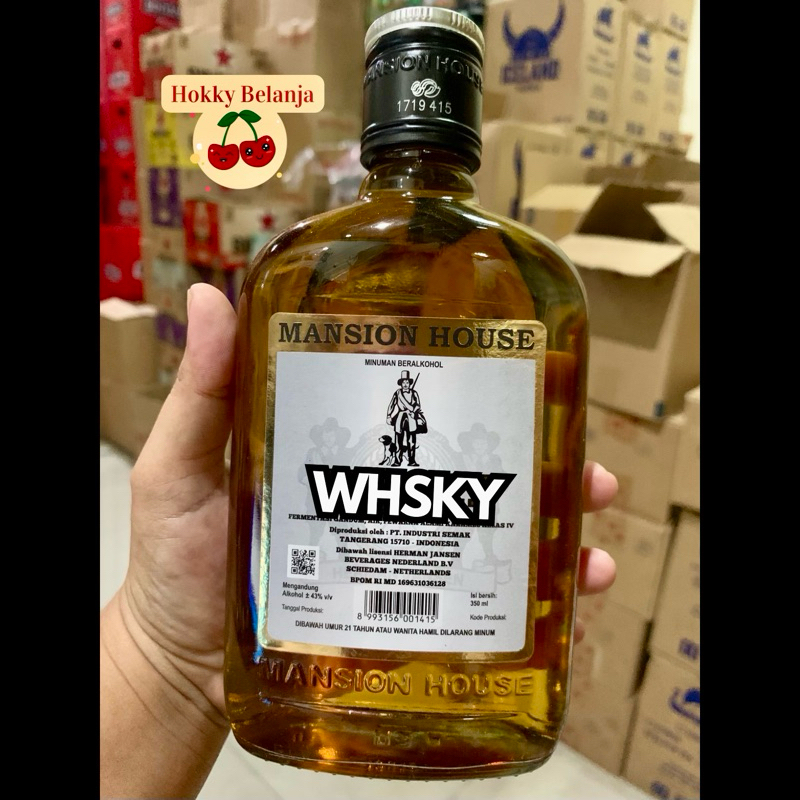 Hokky Belanja
MANSION HOUSE
1719 415
ICELAND
MANSION HOUSE
MINUMAN BERALKOHOL
WHSKY
Diproduksi oleh : PT. INDUSTRI SEMAK
TANGERANG 15710 - INDONESIA
Dibawah lisensi HERMAN JANSEN
BEVERAGES NEDERLAND B.V
SCHIEDAM - NETHERLANDS
BPOM RI MD 169631036128
Mengandung
Alkohol ± 43% v/v
Isi bersih:
350 ml
Tanggal Produksi:
Kode Produksi:
8 993156 001415
DIBAWAH UMUR 21 TAHUN ATAU WANITA HAMIL DILARANG MINUM
MANSION HOUSE